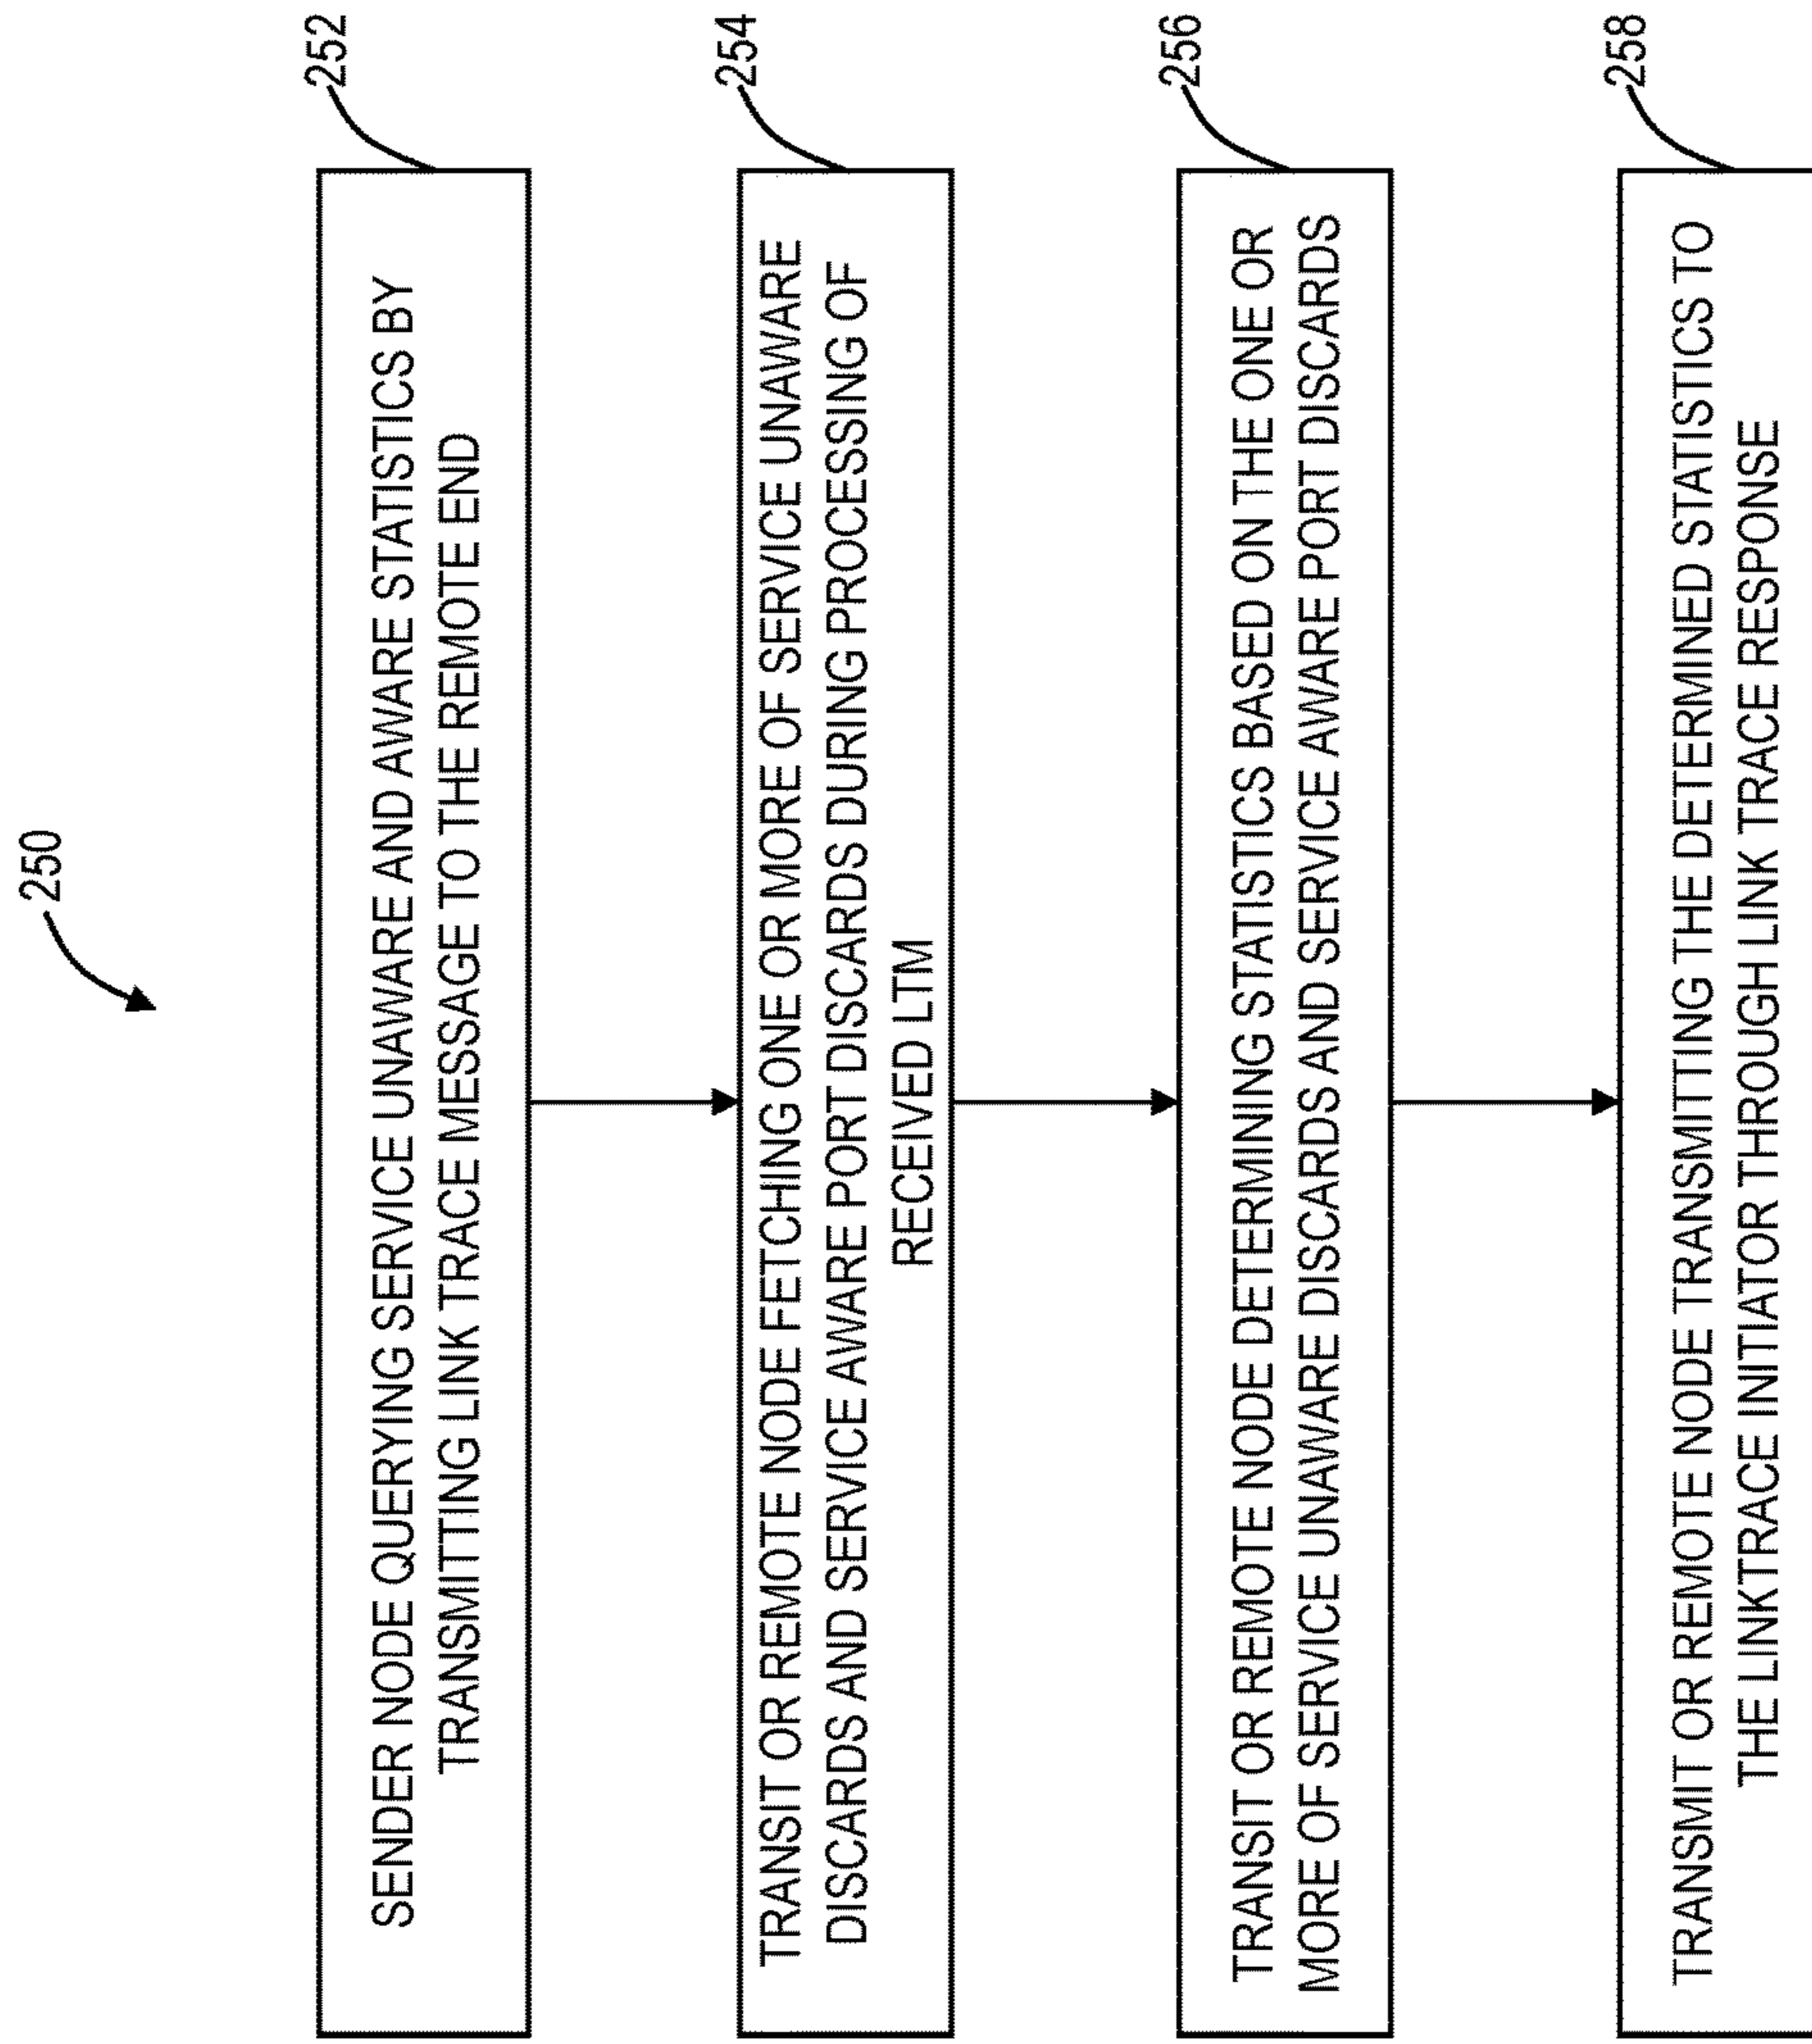 250
252
SENDER NODE QUERYING SERVICE UNAWARE AND AWARE STATISTICS BY
TRANSMITTING LINK TRACE MESSAGE TO THE REMOTE END
254
TRANSIT OR REMOTE NODE FETCHING ONE OR MORE OF SERVICE UNAWARE
DISCARDS AND SERVICE AWARE PORT DISCARDS DURING PROCESSING OF
RECEIVED LTM
256
TRANSIT OR REMOTE NODE DETERMINING STATISTICS BASED ON THE ONE OR
MORE OF SERVICE UNAWARE DISCARDS AND SERVICE AWARE PORT DISCARDS
258
TRANSMIT OR REMOTE NODE TRANSMITTING THE DETERMINED STATISTICS TO
THE LINKTRACE INITIATOR THROUGH LINK TRACE RESPONSE